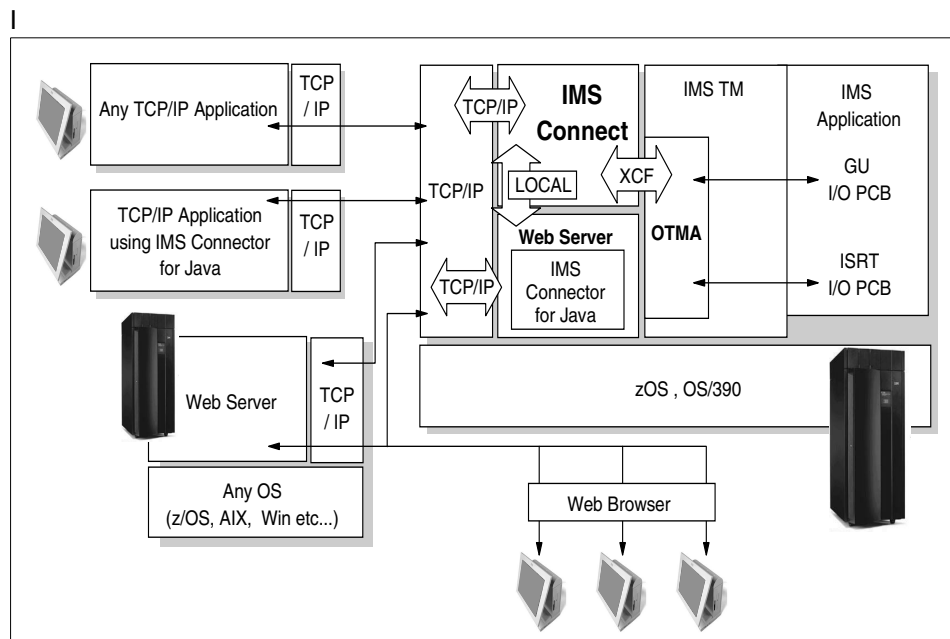 TCP
/ IP
Any TCP/IP Application
TCP/IP Application
using IMS Connector
for Java
TCP
/ IP
Web Server
TCP
/ IP
Any OS
(z/OS, AIX, Win etc...)
TCP/IP
TCP/IP
IMS
Connect
LOCAL
XCF
TCP/IP
Web Server
IMS
Connector
for Java
IMS TM
OTMA
IMS
Application
GU
I/O PCB
ISRT
I/O PCB
zOS , OS/390
Web Browser